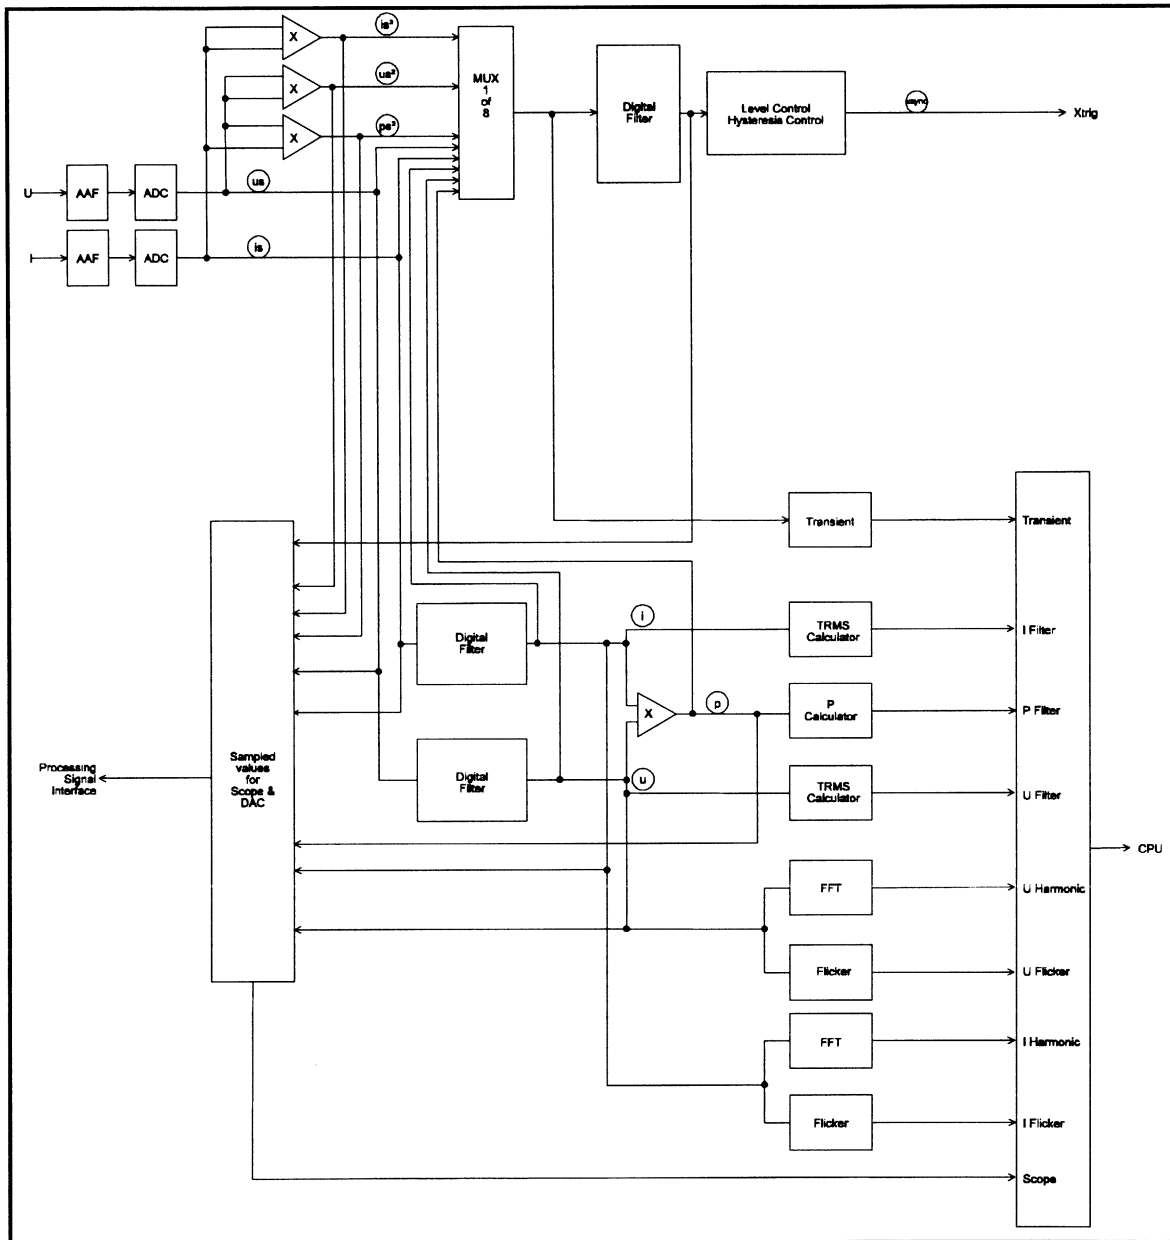 is²
X
us²
X
ps²
X
MUX
1
of
8
Digital
Filter
Level Control
Hysteresis Control
Xtrig
U
AAF
ADC
us
I
AAF
ADC
is
Transient
Transient
Digital
Filter
i
TRMS
Calculator
I Filter
X
p
P
Calculator
P Filter
Processing
Signal
Interface
Sampled
values
for
Scope &
DAC
Digital
Filter
u
TRMS
Calculator
U Filter
CPU
FFT
U Harmonic
Flicker
U Flicker
FFT
I Harmonic
Flicker
I Flicker
Scope